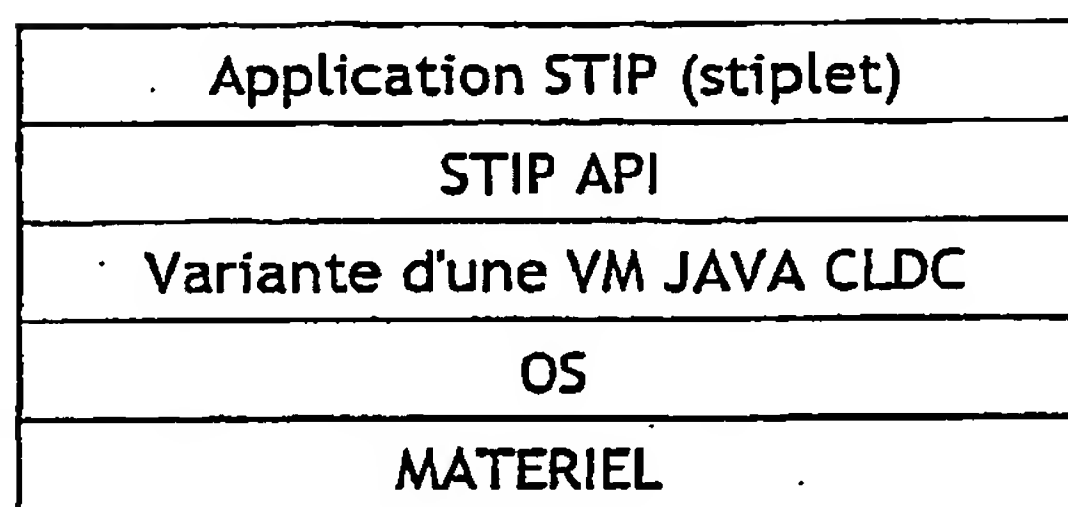 Application STIP (stiplet)
STIP API
Variante d'une VM JAVA CLDC
OS
MATERIEL